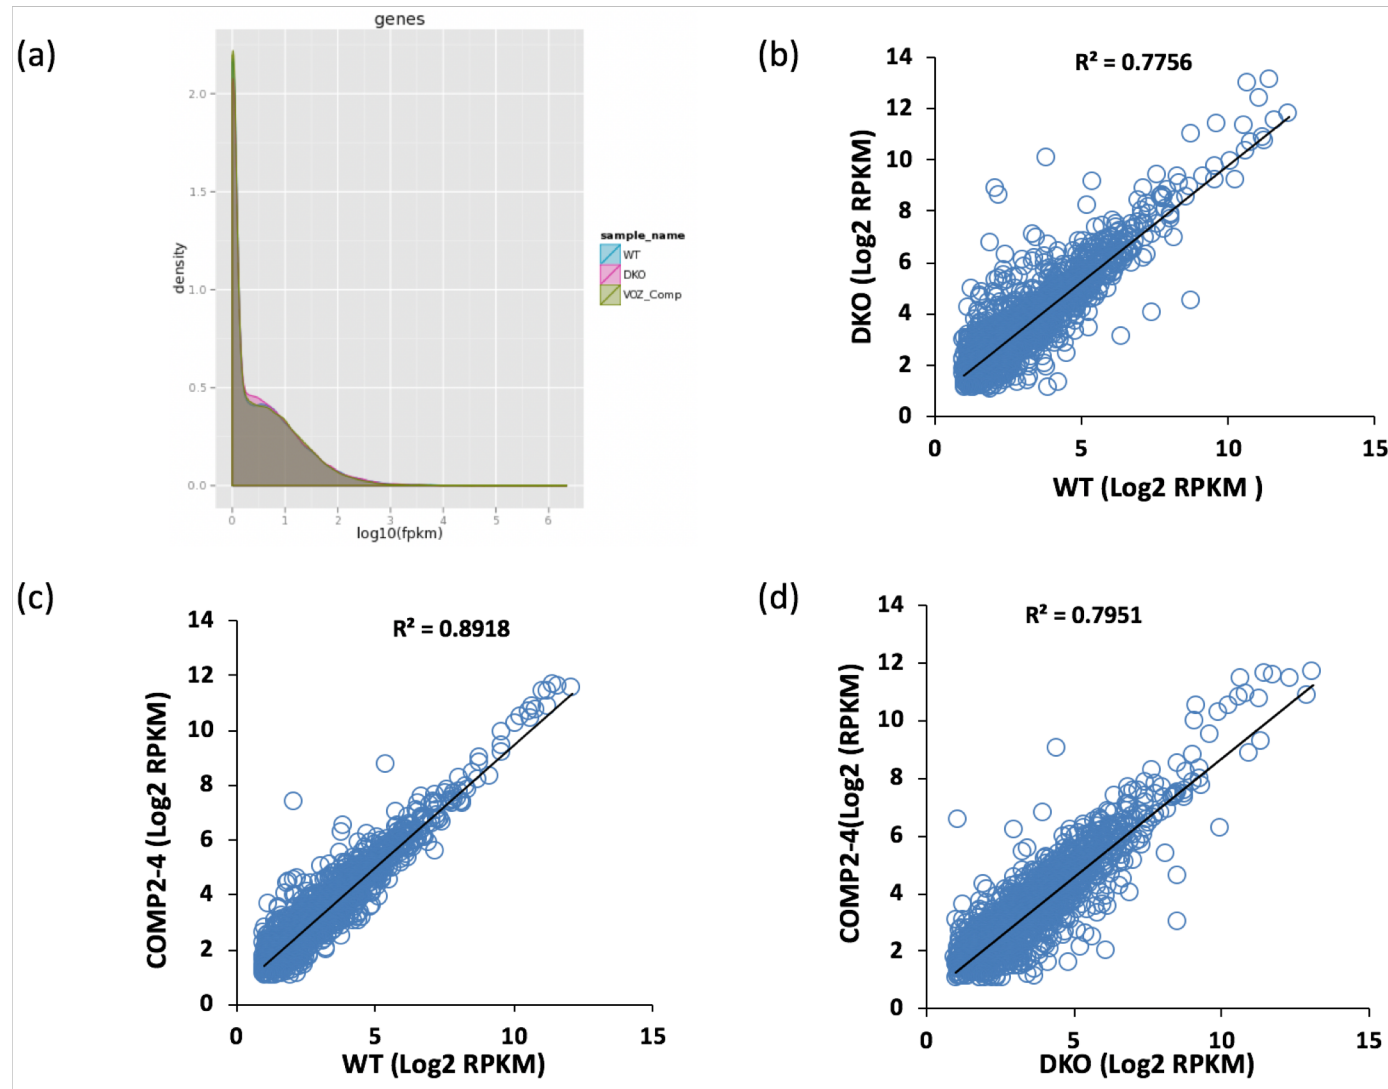 (a)
genes
2.0
1.5
1.0
0.5
0.0
density
0 1 2 3 4 5 6
log10(fpkm)
sample_name
WT
DKO
VOZ_Comp
(b)
R² = 0.7756
14
12
10
8
6
4
2
0
DKO (Log2 RPKM)
0 5 10 15
WT (Log2 RPKM )
(c)
R² = 0.8918
14
12
10
8
6
4
2
0
COMP2-4 (Log2 RPKM)
0 5 10 15
WT (Log2 RPKM)
(d)
R² = 0.7951
14
12
10
8
6
4
2
0
COMP2-4(Log2 (RPKM)
0 5 10 15
DKO (Log2 RPKM)